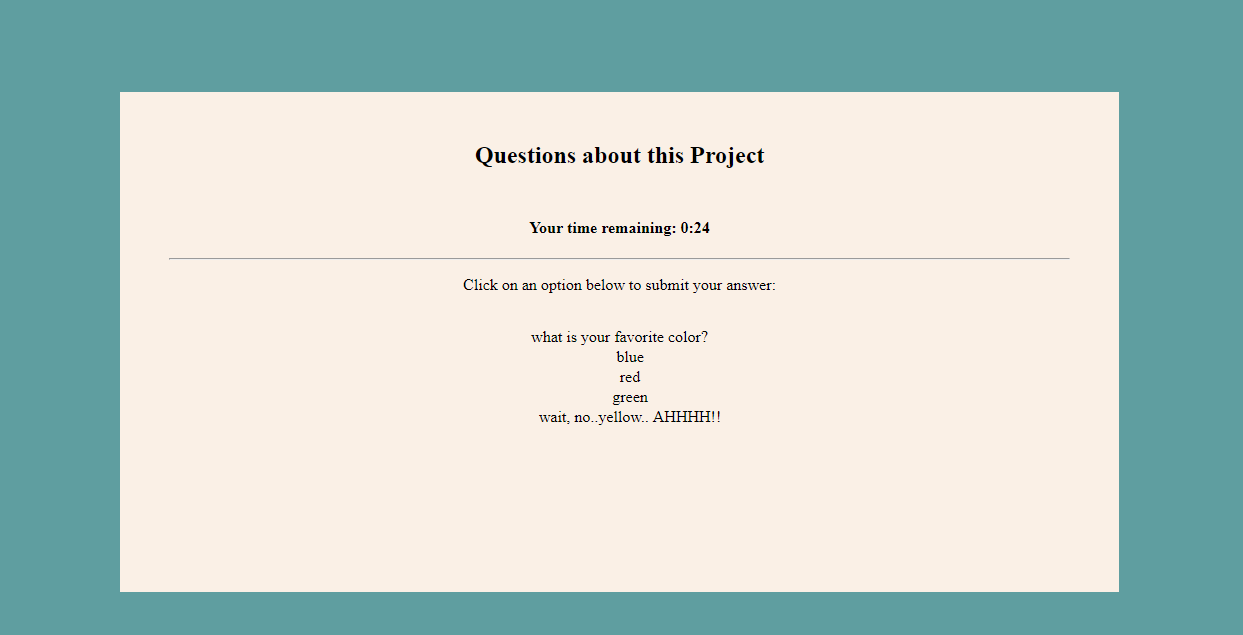 Questions about this Project
Your time remaining: 0:24
Click on an option below to submit your answer:
what is your favorite color?
blue
red
green
wait, no..yellow.. AHHHH!!